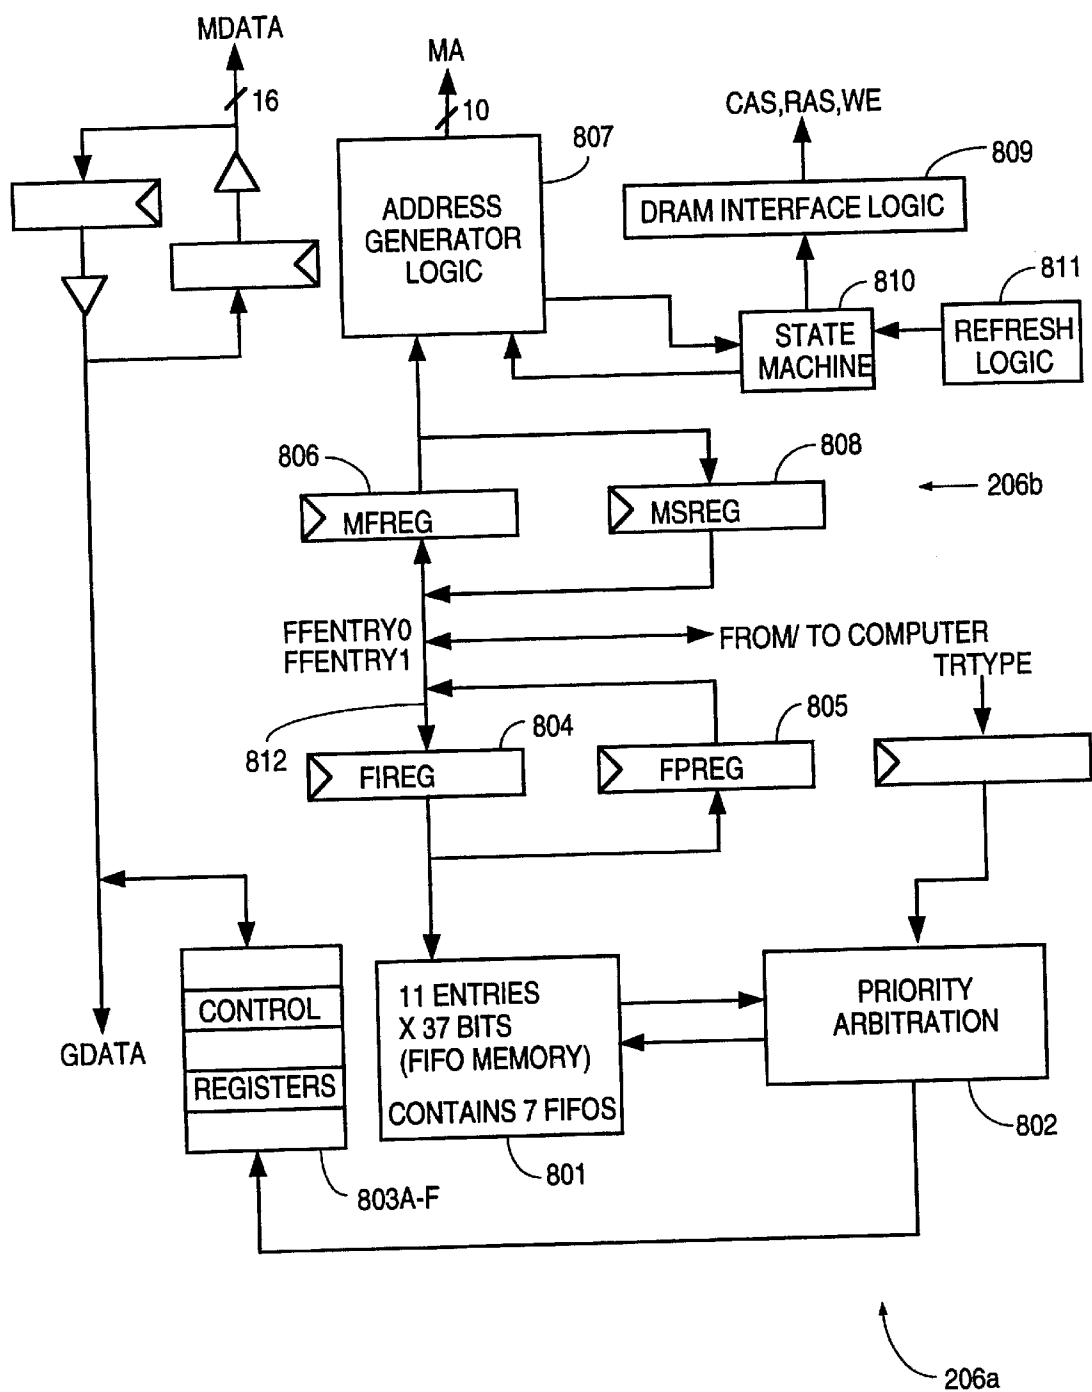 MDATA
16
MA
10
CAS,RAS,WE
807
809
ADDRESS
GENERATOR
LOGIC
DRAM INTERFACE LOGIC
810
811
STATE
MACHINE
REFRESH
LOGIC
806
808
MFREG
MSREG
206b
FFENTRY0
FFENTRY1
FROM/ TO COMPUTER
TRTYPE
812
804
805
FIREG
FPREG
GDATA
CONTROL
REGISTERS
803A-F
11 ENTRIES
X 37 BITS
(FIFO MEMORY)
CONTAINS 7 FIFOS
801
PRIORITY
ARBITRATION
802
206a